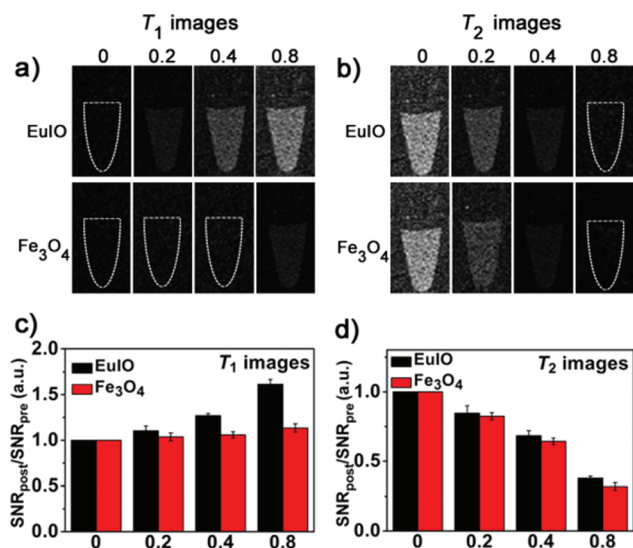 T1 images
T2 images
0 0.2 0.4 0.8
0 0.2 0.4 0.8
a)
b)
EuIO
EuIO
Fe3O4
Fe3O4
c)
d)
2.0
1.5
1.0
0.5
0.0
SNRpost/SNRpre (a.u.)
EuIO
Fe3O4
T1 images
0 0.2 0.4 0.8
1.0
0.5
0.0
SNRpost/SNRpre (a.u.)
EuIO
Fe3O4
T2 images
0 0.2 0.4 0.8